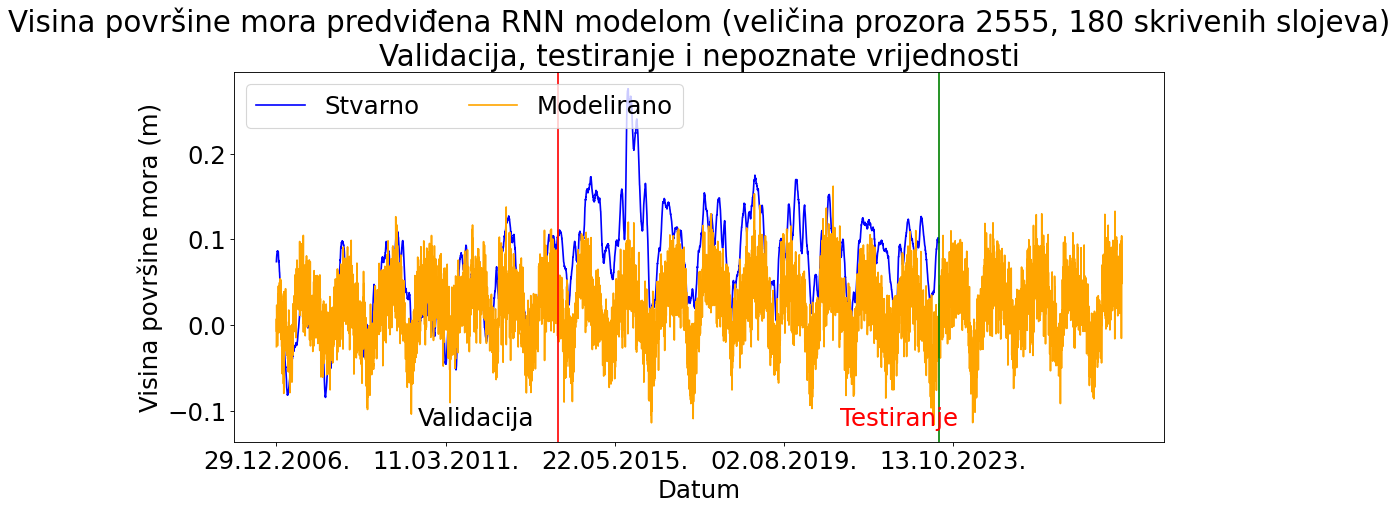 Visina površine mora predviđena RNN modelom (veličina prozora 2555, 180 skrivenih slojeva)
Validacija, testiranje i nepoznate vrijednosti
Stvarno
Modelirano
Visina površine mora (m)
0.2
0.1
0.0
−0.1
Validacija
Testiranje
29.12.2006.
11.03.2011.
22.05.2015.
02.08.2019.
13.10.2023.
Datum